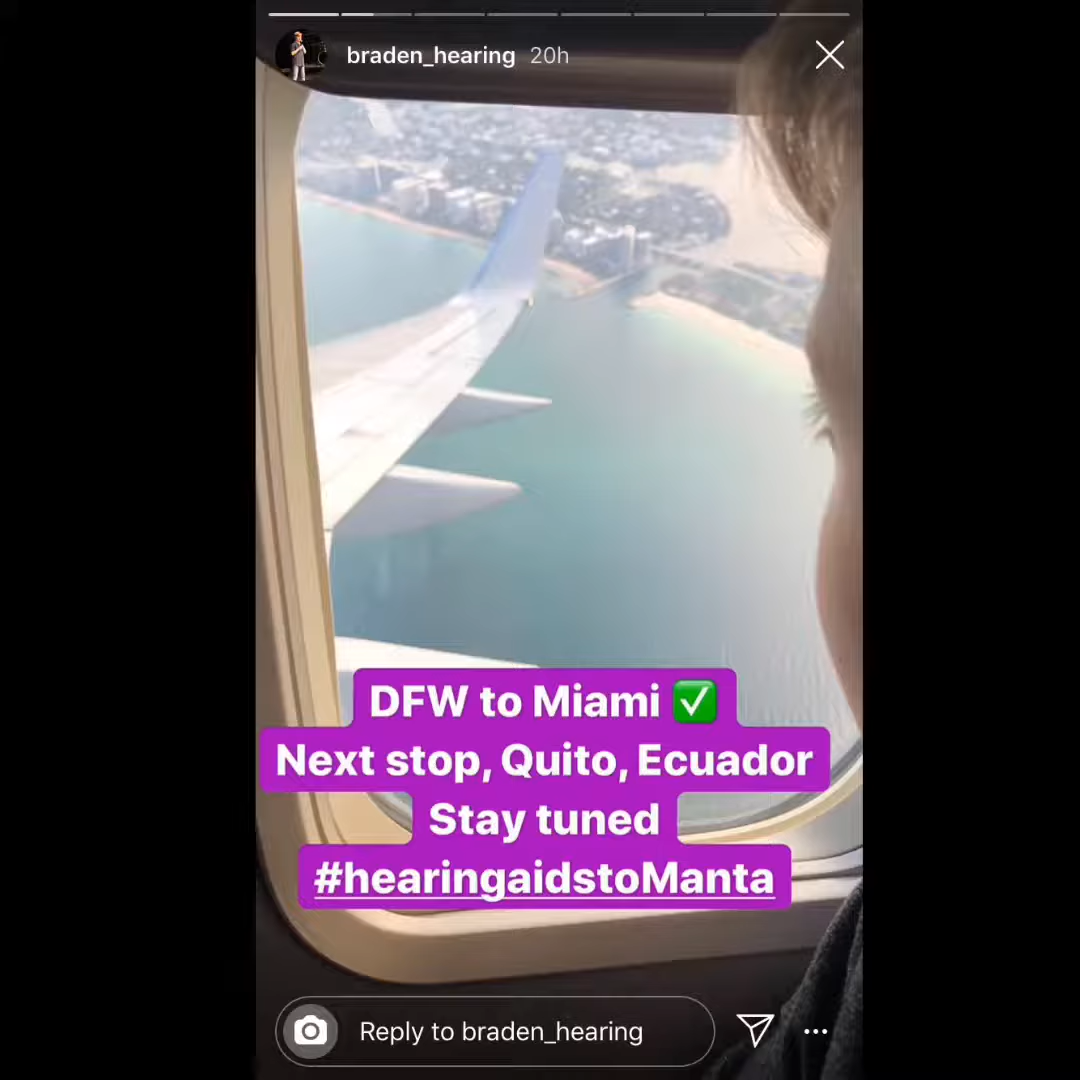 braden_hearing 20h
DFW to Miami ✅
Next stop, Quito, Ecuador
Stay tuned
#hearingaidstoManta
Reply to braden_hearing